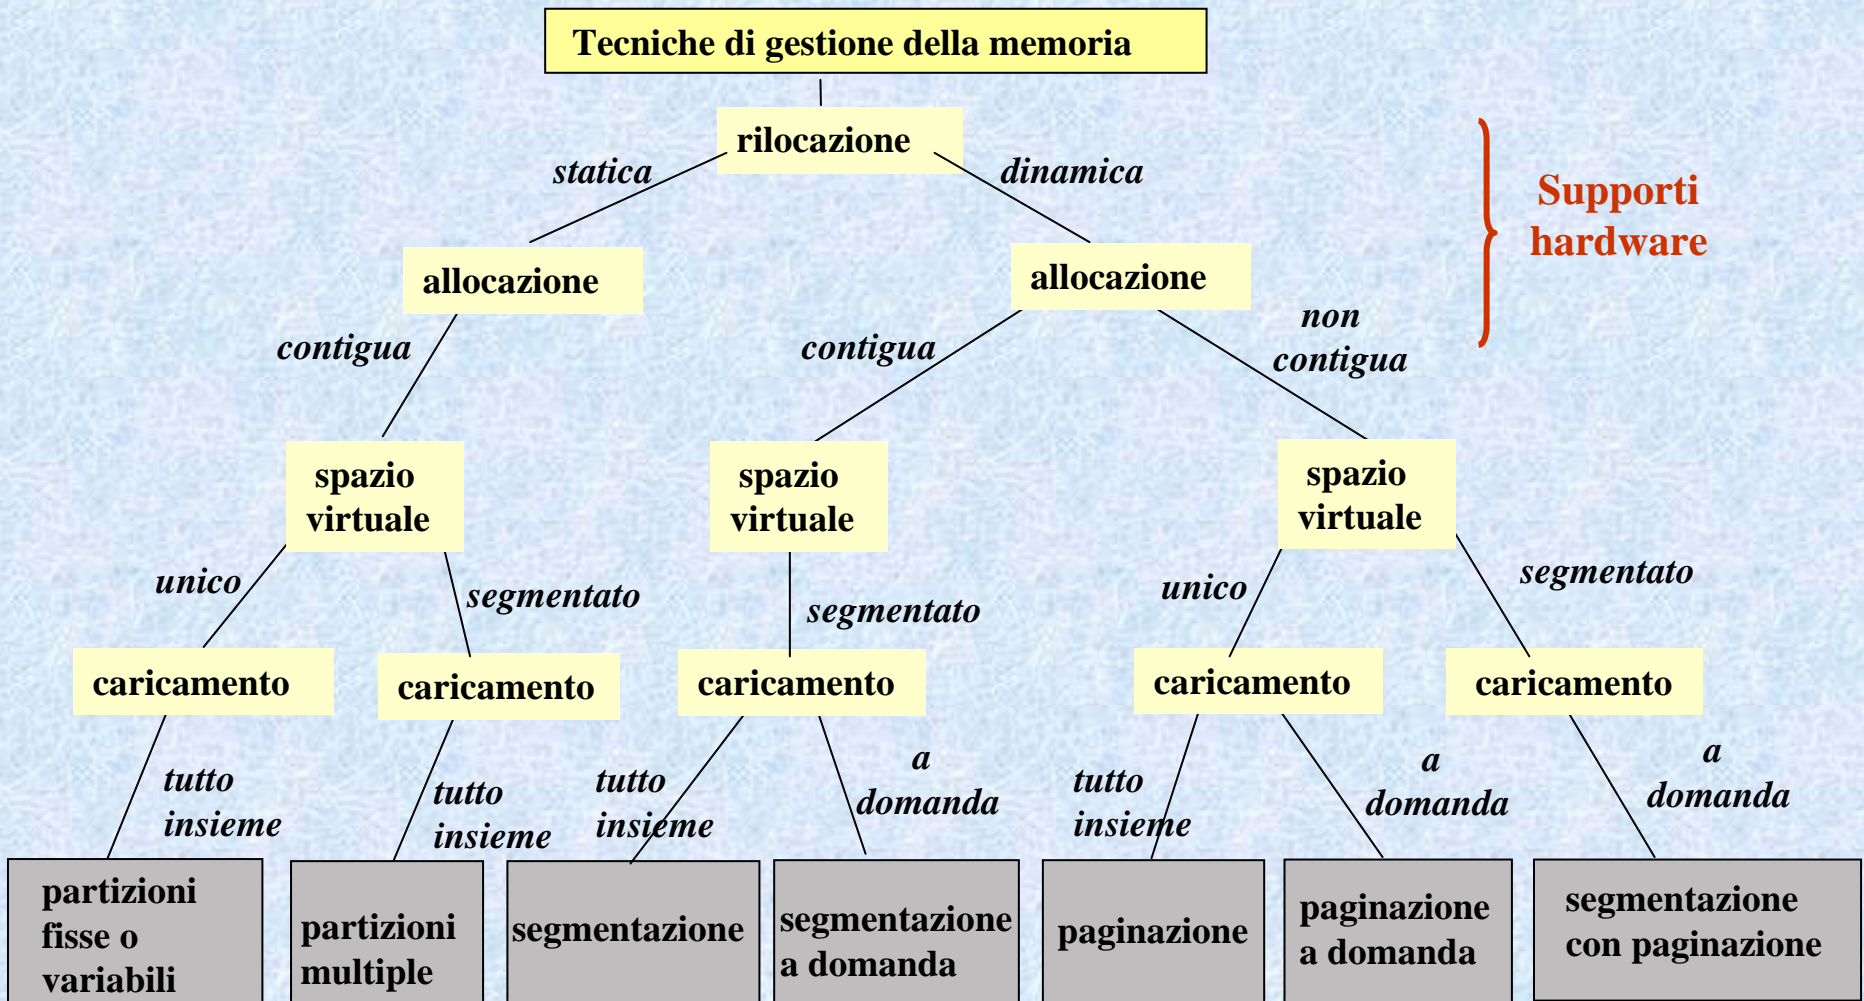 Tecniche di gestione della memoria
rilocazione
statica
dinamica
Supporti
hardware
allocazione
allocazione
contigua
contigua
non
contigua
spazio
virtuale
spazio
virtuale
spazio
virtuale
unico
segmentato
segmentato
unico
segmentato
caricamento
caricamento
caricamento
caricamento
caricamento
tutto
insieme
tutto
insieme
tutto
insieme
a
domanda
tutto
insieme
a
domanda
a
domanda
partizioni
fisse o
variabili
partizioni
multiple
segmentazione
segmentazione
a domanda
paginazione
paginazione
a domanda
segmentazione
con paginazione